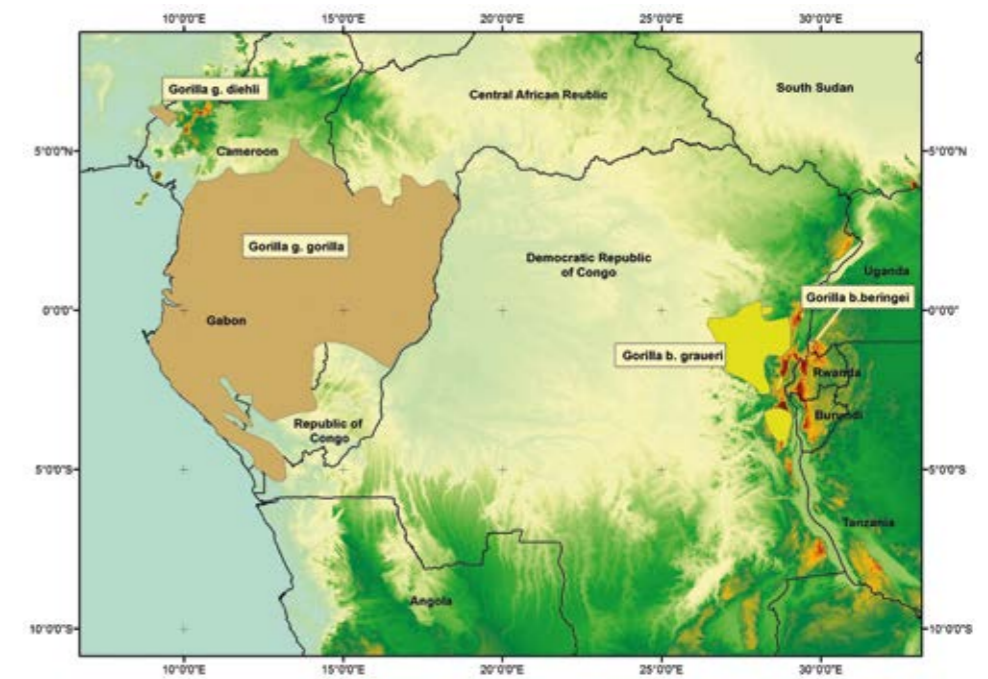 10°0'0"E 15°0'0"E 20°0'0"E 25°0'0"E 30°0'0"E
Gorilla g. diehli
Central African Reublic
South Sudan
5°0'0"N
Cameroon
5°0'0"N
Gorilla g. gorilla
Democratic Republic
of Congo
Uganda
Gorilla b.beringei
0°0'0"
Gabon
0°0'0"
Gorilla b. graueri
Rwanda
Republic of
Congo
Burundi
5°0'0"S
5°0'0"S
Tanzania
Angola
10°0'0"S
10°0'0"S
10°0'0"E 15°0'0"E 20°0'0"E 25°0'0"E 30°0'0"E